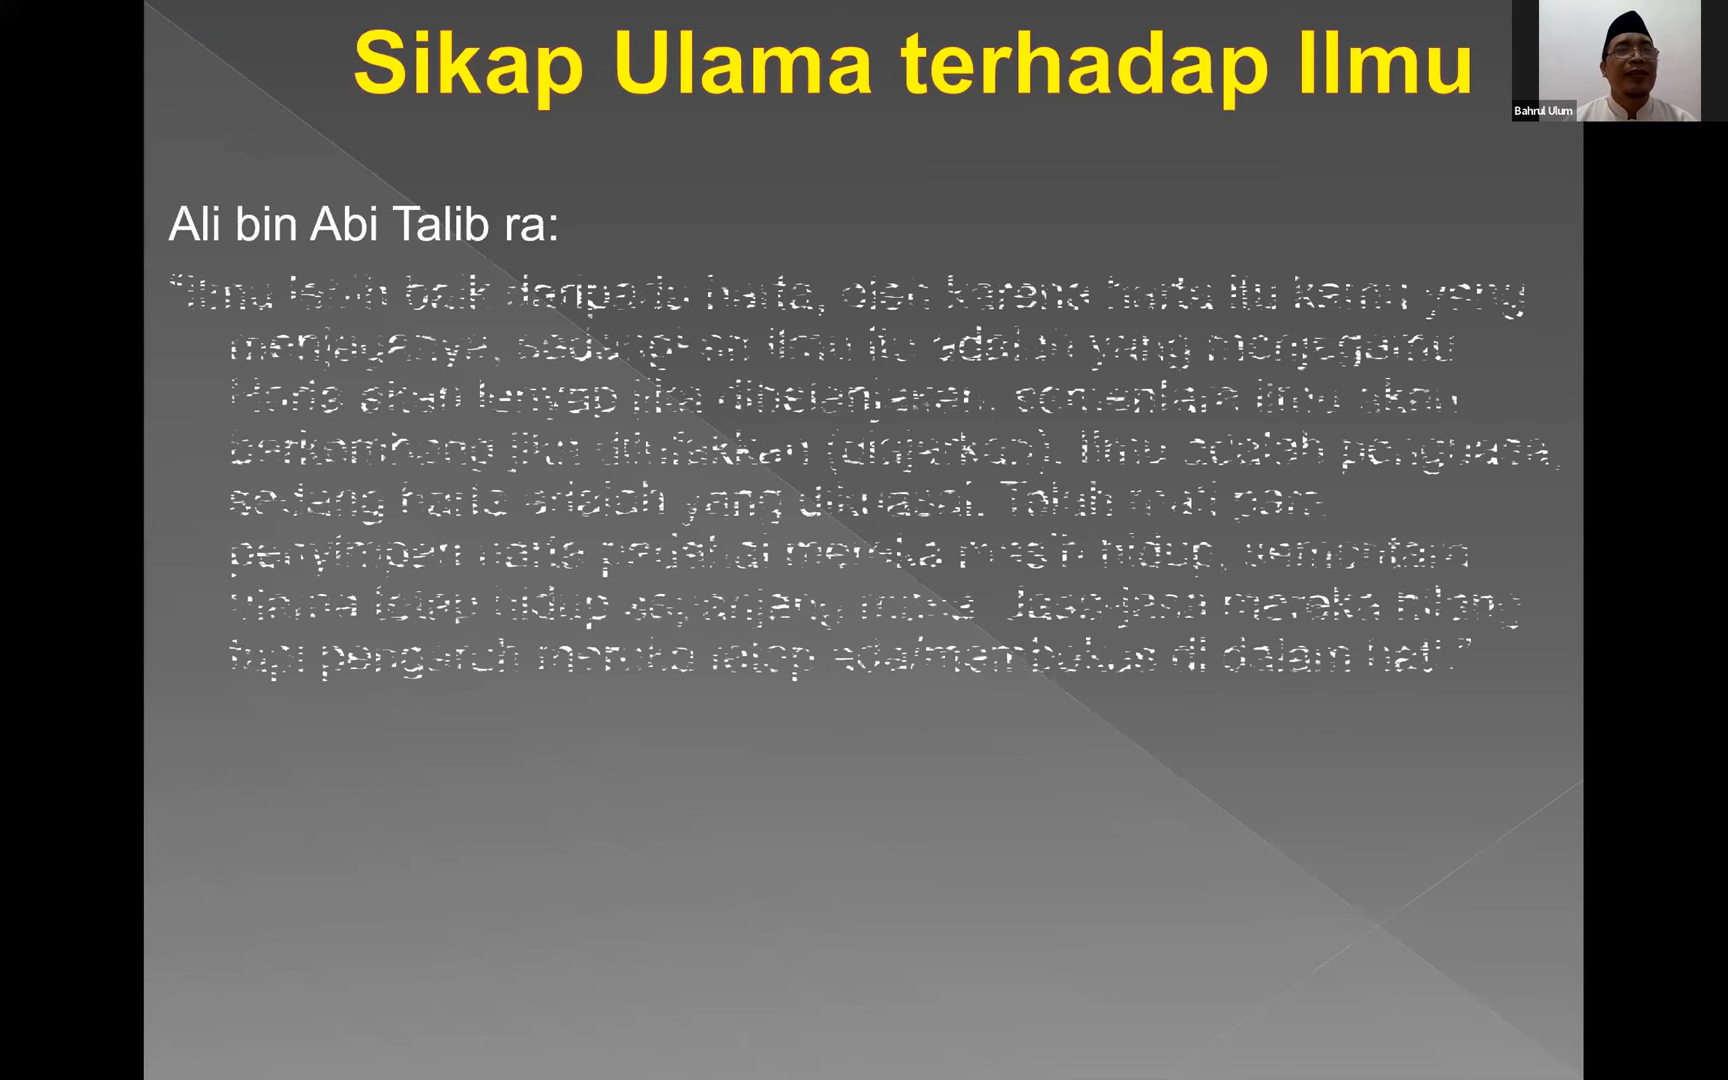 Sikap Ulama terhadap Ilmu
Bahrul Ulum
Ali bin Abi Talib ra:
“Ilmu lebih baik daripada harta, oleh karena harta itu kamu yang
menjaganya, sedangkan ilmu itu adalah yang menjagamu
Harta akan lenyap jika dibelanjakan, sementara ilmu akan
berkembang jika diinfakkan (diajarkan). Ilmu adalah penguasa,
sedang harta adalah yang dikuasai. Telah mati para
penyimpan harta padahal mereka masih hidup, sementara
ulama tetap hidup sepanjang masa. Jasa-jasa mereka hilang
tapi pengaruh mereka tetap ada/membekas di dalam hati.”